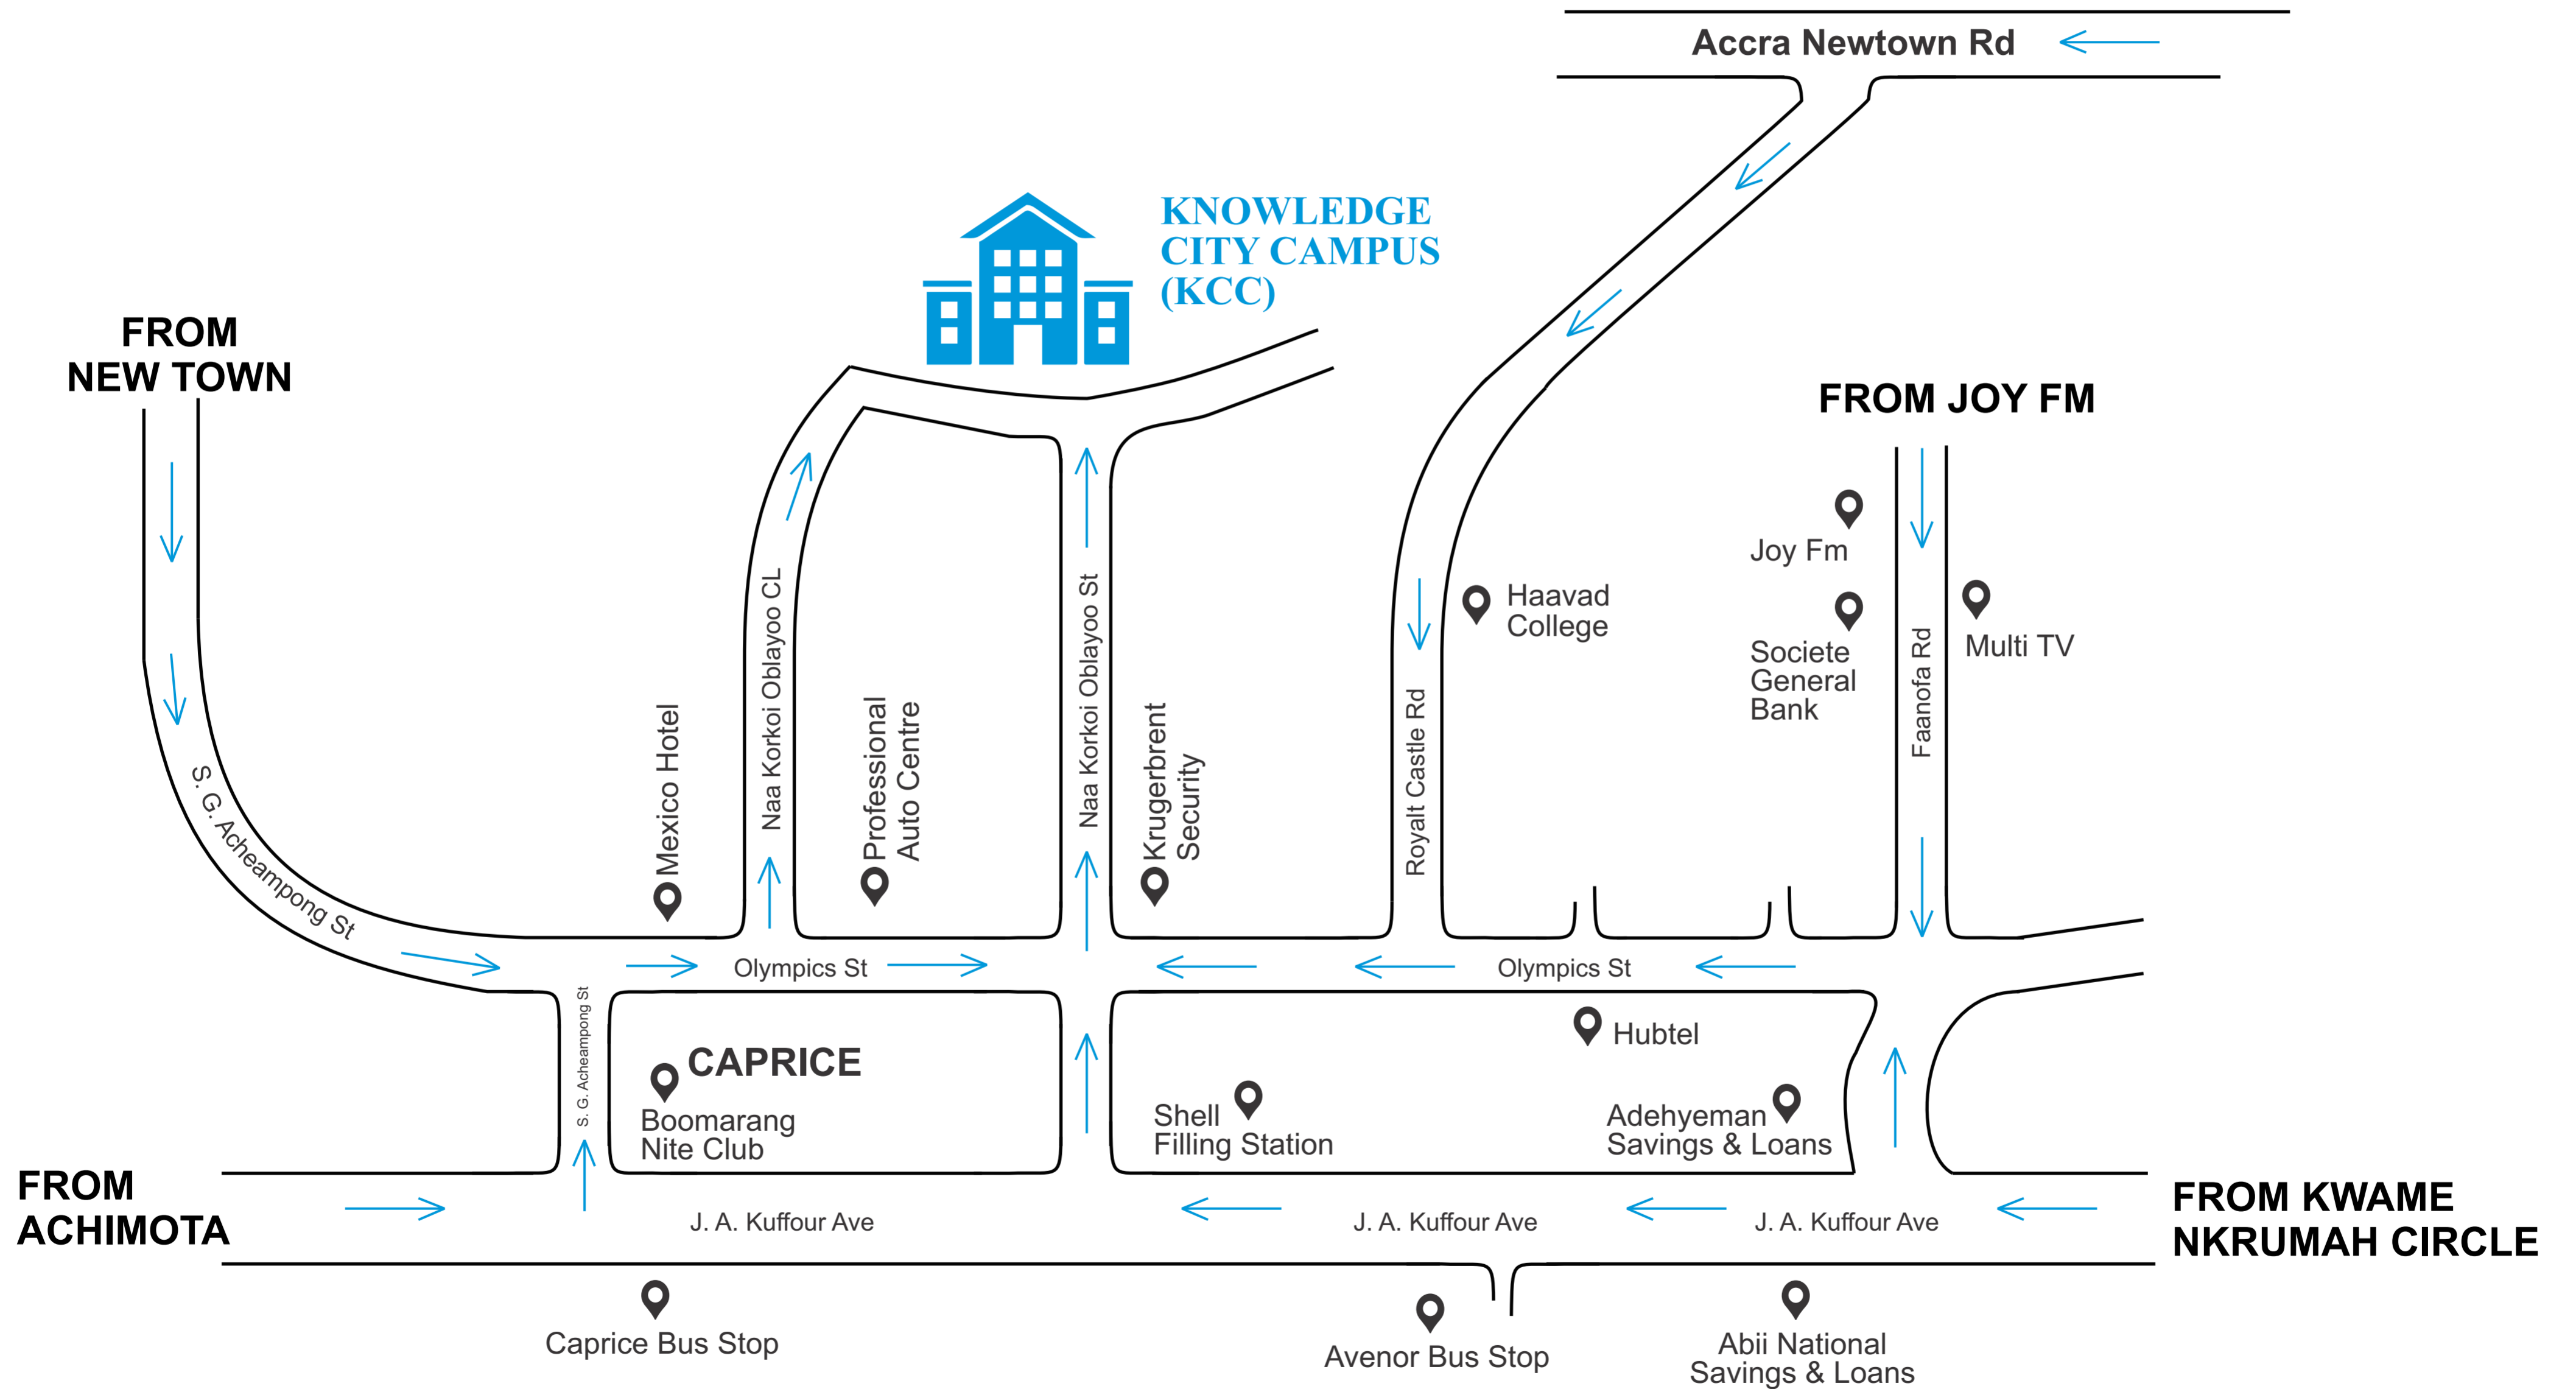 Accra Newtown Rd
KNOWLEDGE
CITY CAMPUS
(KCC)
FROM
NEW TOWN
FROM JOY FM
Joy Fm
Haavad
College
Societe
General
Bank
Multi TV
Faanofa Rd
Royalt Castle Rd
Naa Korkoi Oblayoo CL
Naa Korkoi Oblayoo St
Mexico Hotel
Professional
Auto Centre
Krugerbrent
Security
S. G. Acheampong St
Olympics St
Olympics St
S. G. Acheampong St
CAPRICE
Boomarang
Nite Club
Hubtel
Shell
Filling Station
Adehyeman
Savings & Loans
FROM
ACHIMOTA
J. A. Kuffour Ave
J. A. Kuffour Ave
J. A. Kuffour Ave
FROM KWAME
NKRUMAH CIRCLE
Caprice Bus Stop
Avenor Bus Stop
Abii National
Savings & Loans